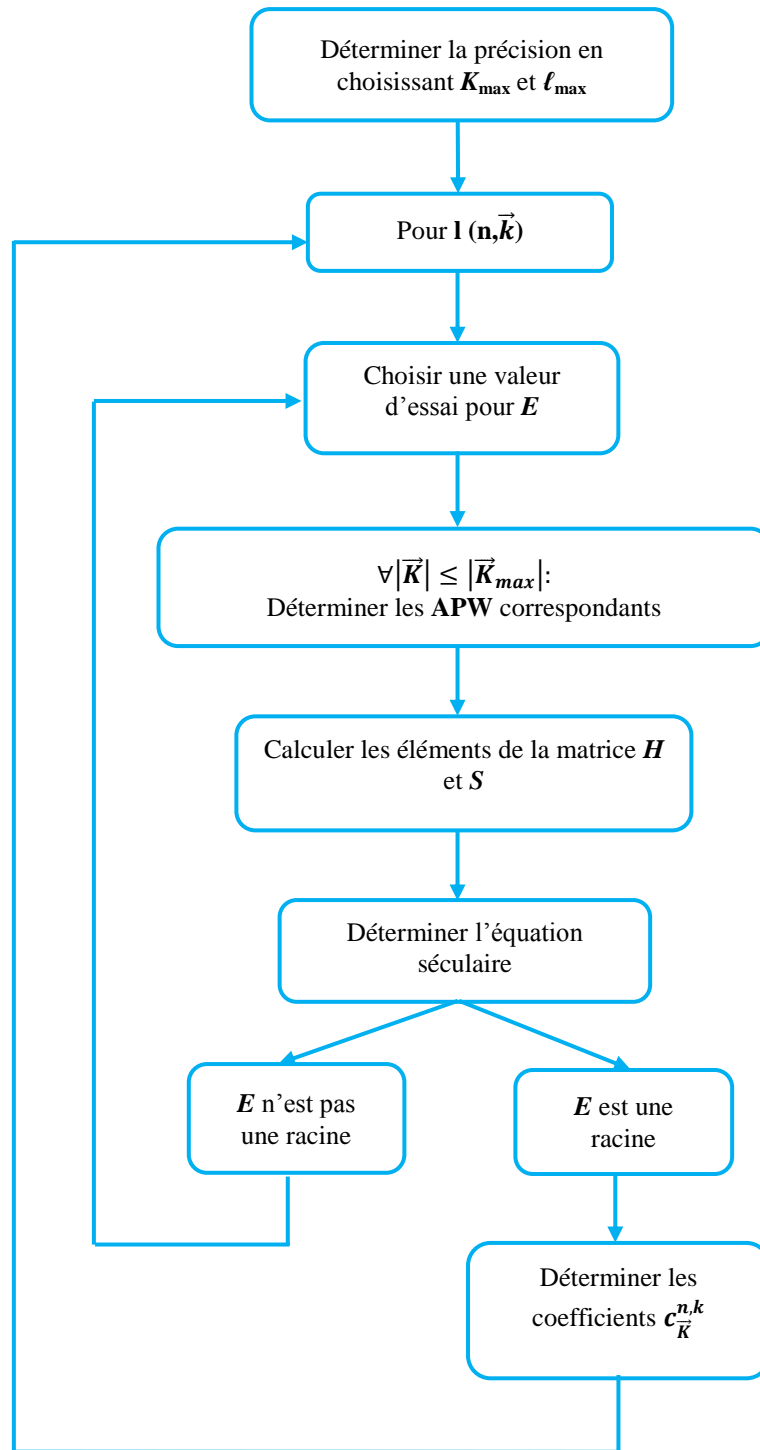 Déterminer la précision en
choisissant K_max et ℓ_max
Pour l (n,k⃗)
Choisir une valeur
d’essai pour E
∀|K⃗| ≤ |K⃗_max|:
Déterminer les APW correspondants
Calculer les éléments de la matrice H
et S
Déterminer l’équation
séculaire
E n’est pas
une racine
E est une
racine
Déterminer les
coefficients c_K⃗^n,k